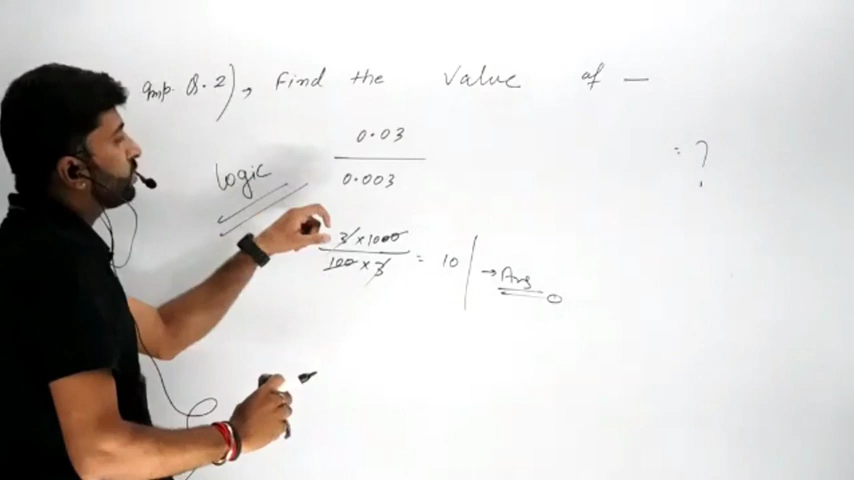 Imp. Q.2) → Find the Value of —
0.03
= ?
logic
0.003
3 × 1000
100 × 3
= 10 → Ans